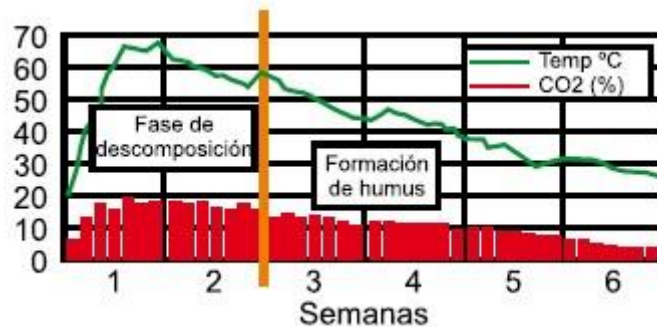 70
60
50
40
30
20
10
0
Temp ºC
CO2 (%)
Fase de
descomposición
Formación
de humus
1 2 3 4 5 6
Semanas